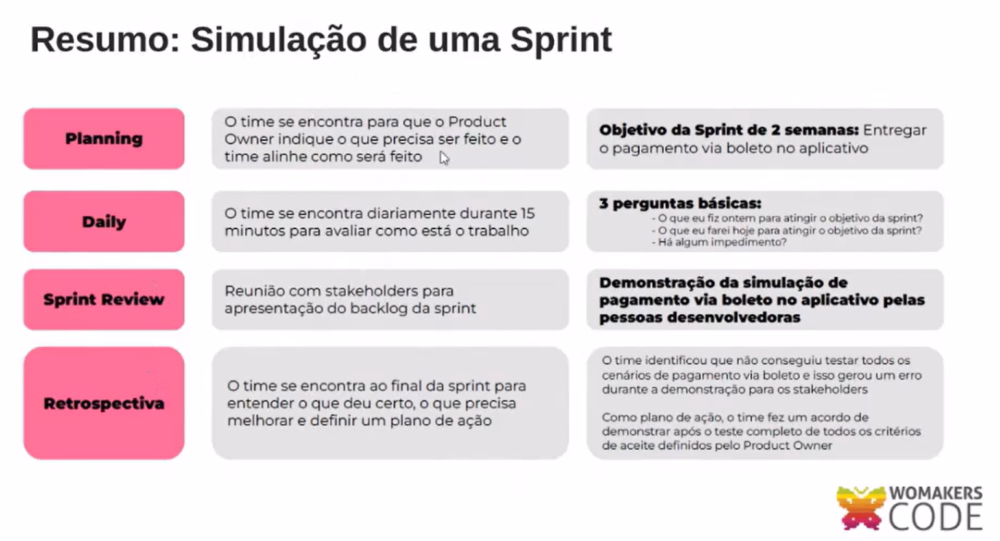 Resumo: Simulação de uma Sprint
Planning
O time se encontra para que o Product
Owner indique o que precisa ser feito e o
time alinhe como será feito
Objetivo da Sprint de 2 semanas: Entregar
o pagamento via boleto no aplicativo
Daily
O time se encontra diariamente durante 15
minutos para avaliar como está o trabalho
3 perguntas básicas:
- O que eu fiz ontem para atingir o objetivo da sprint?
- O que eu farei hoje para atingir o objetivo da sprint?
- Há algum impedimento?
Sprint Review
Reunião com stakeholders para
apresentação do backlog da sprint
Demonstração da simulação de
pagamento via boleto no aplicativo pelas
pessoas desenvolvedoras
Retrospectiva
O time se encontra ao final da sprint para
entender o que deu certo, o que precisa
melhorar e definir um plano de ação
O time identificou que não conseguiu testar todos os
cenários de pagamento via boleto e isso gerou um erro
durante a demonstração para os stakeholders
Como plano de ação, o time fez um acordo de
demonstrar após o teste completo de todos os critérios
de aceite definidos pelo Product Owner
WOMAKERS
CODE